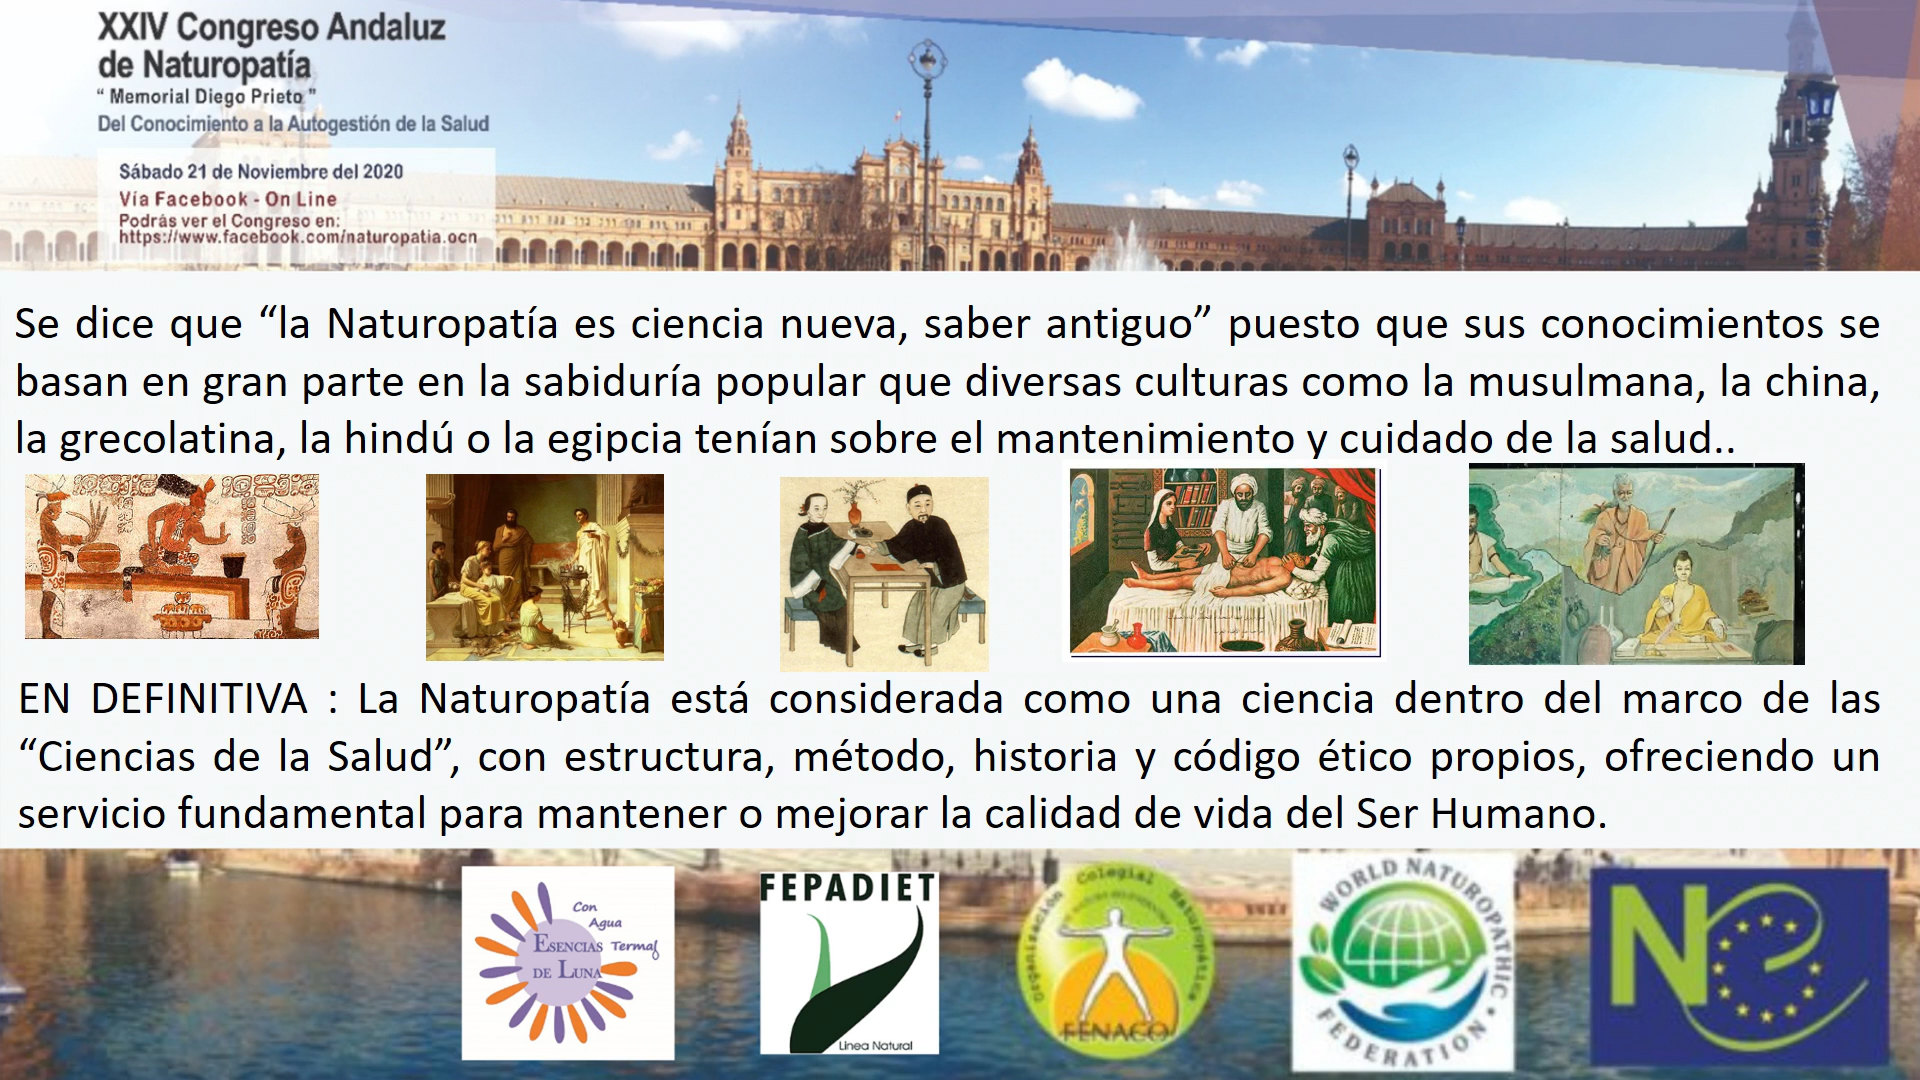 XXIV Congreso Andaluz
de Naturopatía
“ Memorial Diego Prieto ”
Del Conocimiento a la Autogestión de la Salud
Sábado 21 de Noviembre del 2020
Vía Facebook - On Line
Podrás ver el Congreso en:
https://www.facebook.com/naturopatia.ocn
Se dice que “la Naturopatía es ciencia nueva, saber antiguo” puesto que sus conocimientos se
basan en gran parte en la sabiduría popular que diversas culturas como la musulmana, la china,
la grecolatina, la hindú o la egipcia tenían sobre el mantenimiento y cuidado de la salud..
EN DEFINITIVA : La Naturopatía está considerada como una ciencia dentro del marco de las
“Ciencias de la Salud”, con estructura, método, historia y código ético propios, ofreciendo un
servicio fundamental para mantener o mejorar la calidad de vida del Ser Humano.
Con
Agua
Termal
ESENCIAS
DE LUNA
FEPADIET
Línea Natural
Organización Colegial Naturopática
FENACO
WORLD NATUROPATHIC
FEDERATION
Ne